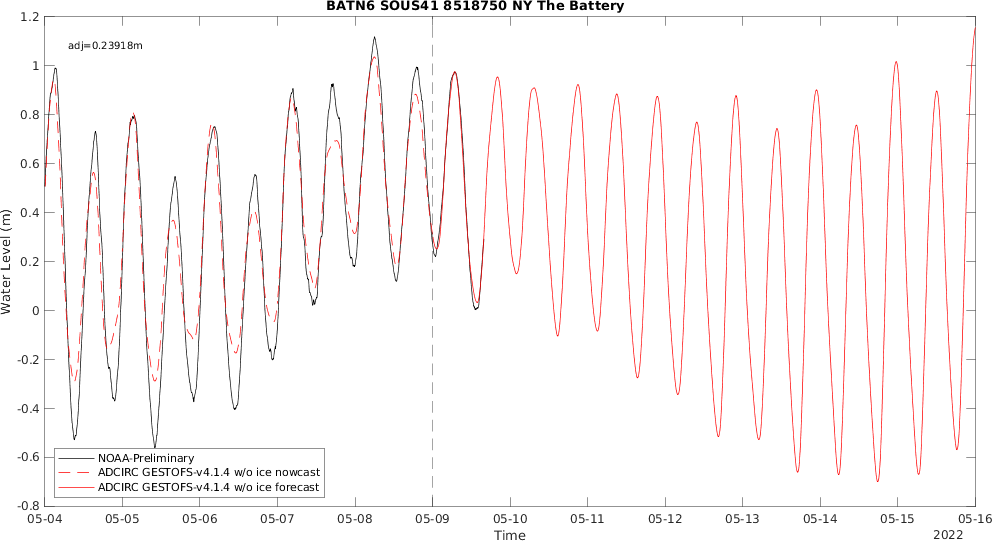 BATN6 SOUS41 8518750 NY The Battery
adj=0.23918m
1.2
1
0.8
0.6
0.4
0.2
0
-0.2
-0.4
-0.6
-0.8
Water Level (m)
NOAA-Preliminary
ADCIRC GESTOFS-v4.1.4 w/o ice nowcast
ADCIRC GESTOFS-v4.1.4 w/o ice forecast
05-04 05-05 05-06 05-07 05-08 05-09 05-10 05-11 05-12 05-13 05-14 05-15 05-16
Time
2022